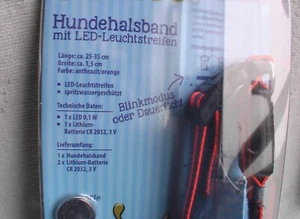 Hundehalsband
mit LED-Leuchtstreifen
Länge: ca. 25-35 cm
Breite: ca. 1,5 cm
Farbe: anthrazit/orange
• LED-Leuchtstreifen
• spritzwassergeschützt
Blinkmodus
oder Dauerlicht
Technische Daten:
• 1 x LED 0,1 W
• 1 x Lithium-
Batterie CR 2032, 3 V
Lieferumfang:
1 x Hundehalsband
2 x Lithium-Batterie
CR 2032, 3 V